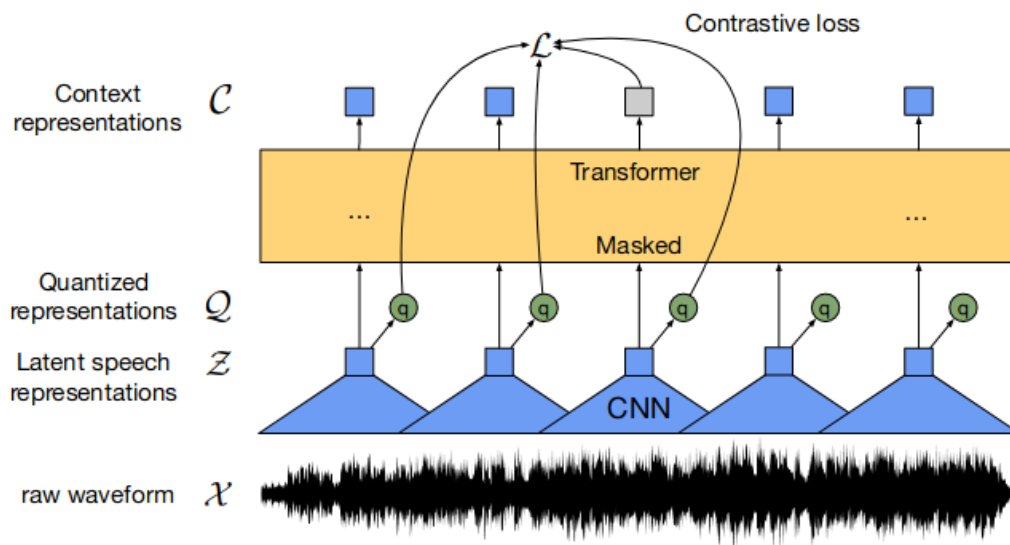 Contrastive loss
ℒ
Context
representations
𝒞
Transformer
... ...
Masked
Quantized
representations
𝒬
q q q q q
Latent speech
representations
𝒵
CNN
raw waveform
𝒳